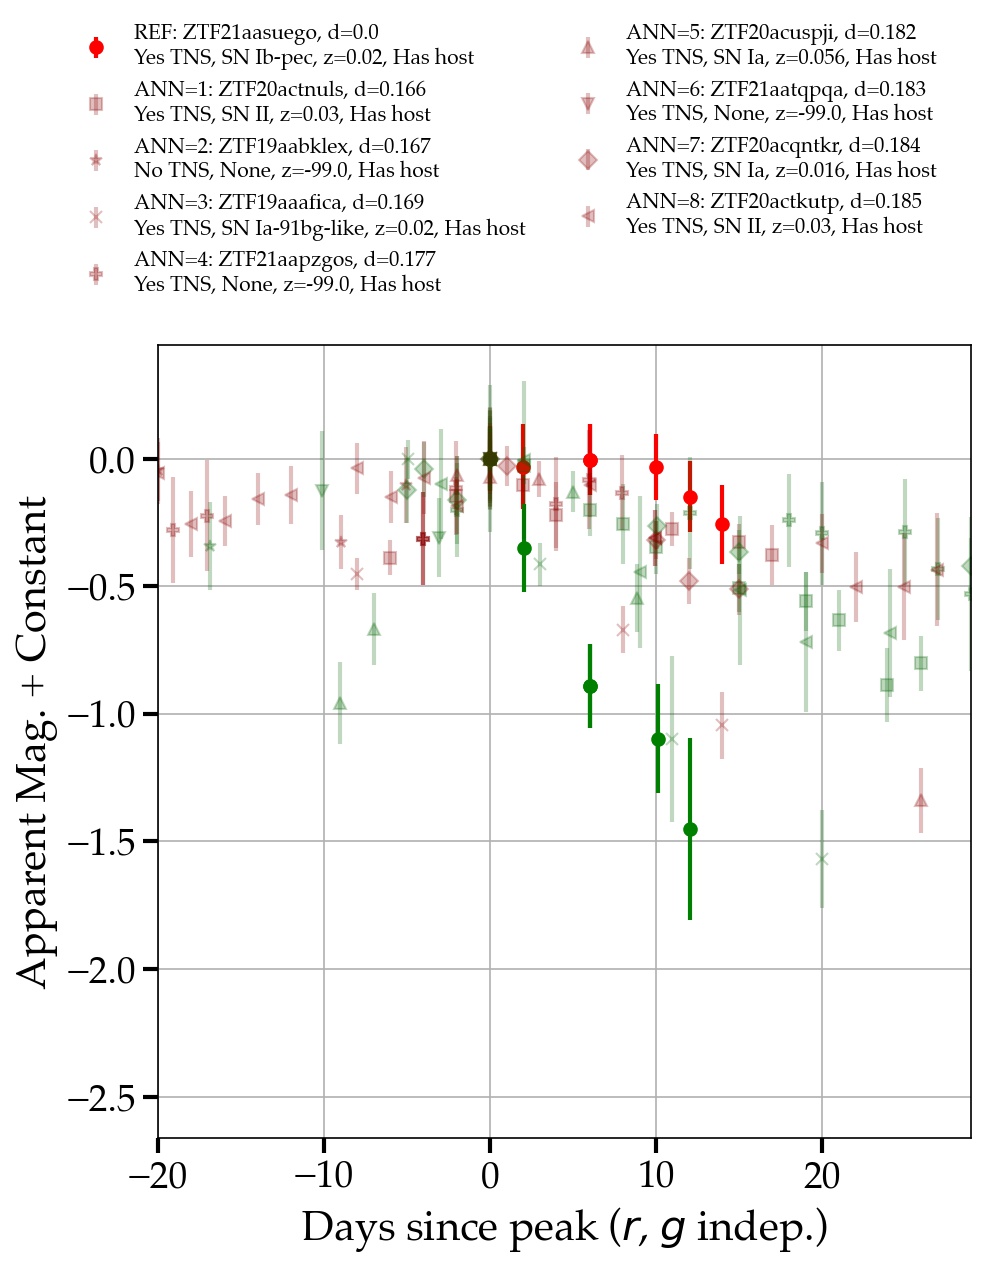 REF: ZTF21aasuego, d=0.0
Yes TNS, SN Ib-pec, z=0.02, Has host
ANN=1: ZTF20actnuls, d=0.166
Yes TNS, SN II, z=0.03, Has host
ANN=2: ZTF19aabklex, d=0.167
No TNS, None, z=-99.0, Has host
ANN=3: ZTF19aaafica, d=0.169
Yes TNS, SN Ia-91bg-like, z=0.02, Has host
ANN=4: ZTF21aapzgos, d=0.177
Yes TNS, None, z=-99.0, Has host
ANN=5: ZTF20acuspji, d=0.182
Yes TNS, SN Ia, z=0.056, Has host
ANN=6: ZTF21aatqpqa, d=0.183
Yes TNS, None, z=-99.0, Has host
ANN=7: ZTF20acqntkr, d=0.184
Yes TNS, SN Ia, z=0.016, Has host
ANN=8: ZTF20actkutp, d=0.185
Yes TNS, SN II, z=0.03, Has host
Apparent Mag. + Constant
0.0
−0.5
−1.0
−1.5
−2.0
−2.5
−20 −10 0 10 20
Days since peak (r, g indep.)